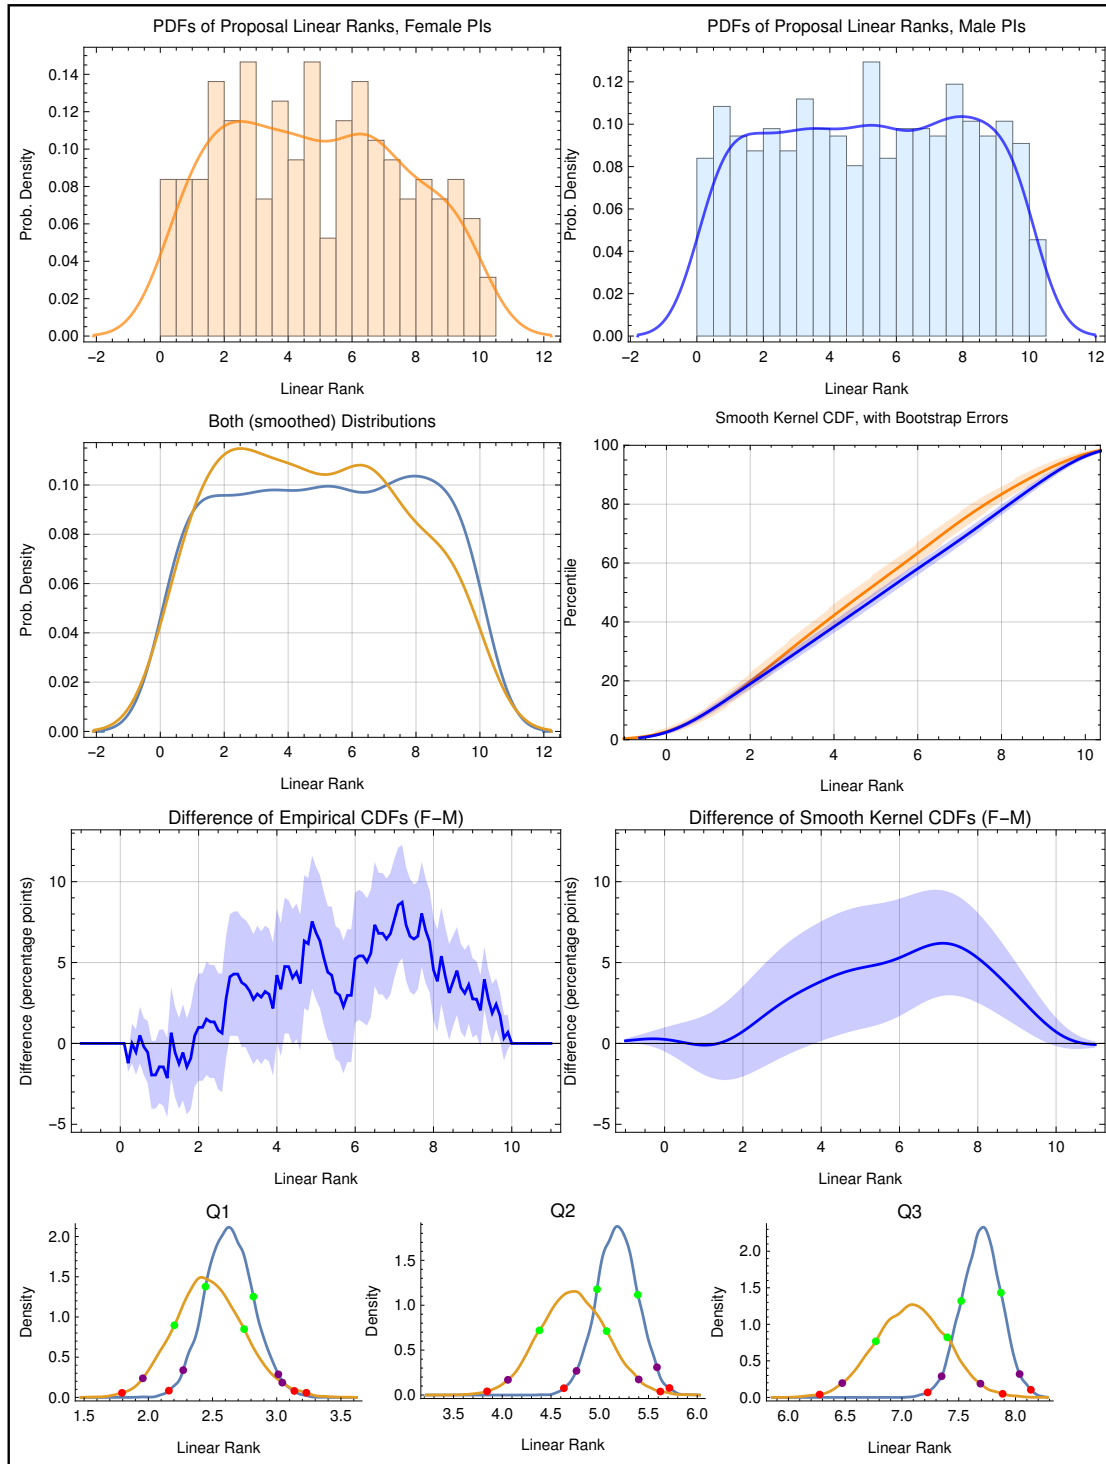 PDFs of Proposal Linear Ranks, Female PIs
PDFs of Proposal Linear Ranks, Male PIs
Prob. Density
0.14
0.12
0.10
0.08
0.06
0.04
0.02
0.00
−2 0 2 4 6 8 10 12
Linear Rank
Prob. Density
0.12
0.10
0.08
0.06
0.04
0.02
0.00
−2 0 2 4 6 8 10 12
Linear Rank
Both (smoothed) Distributions
Smooth Kernel CDF, with Bootstrap Errors
Prob. Density
0.10
0.08
0.06
0.04
0.02
0.00
−2 0 2 4 6 8 10 12
Linear Rank
Percentile
100
80
60
40
20
0
0 2 4 6 8 10
Linear Rank
Difference of Empirical CDFs (F−M)
Difference of Smooth Kernel CDFs (F−M)
Difference (percentage points)
10
5
0
−5
0 2 4 6 8 10
Linear Rank
Difference (percentage points)
10
5
0
−5
0 2 4 6 8 10
Linear Rank
Q1
Q2
Q3
Density
2.0
1.5
1.0
0.5
0.0
1.5 2.0 2.5 3.0 3.5
Linear Rank
Density
1.5
1.0
0.5
0.0
3.5 4.0 4.5 5.0 5.5 6.0
Linear Rank
Density
2.0
1.5
1.0
0.5
0.0
6.0 6.5 7.0 7.5 8.0
Linear Rank